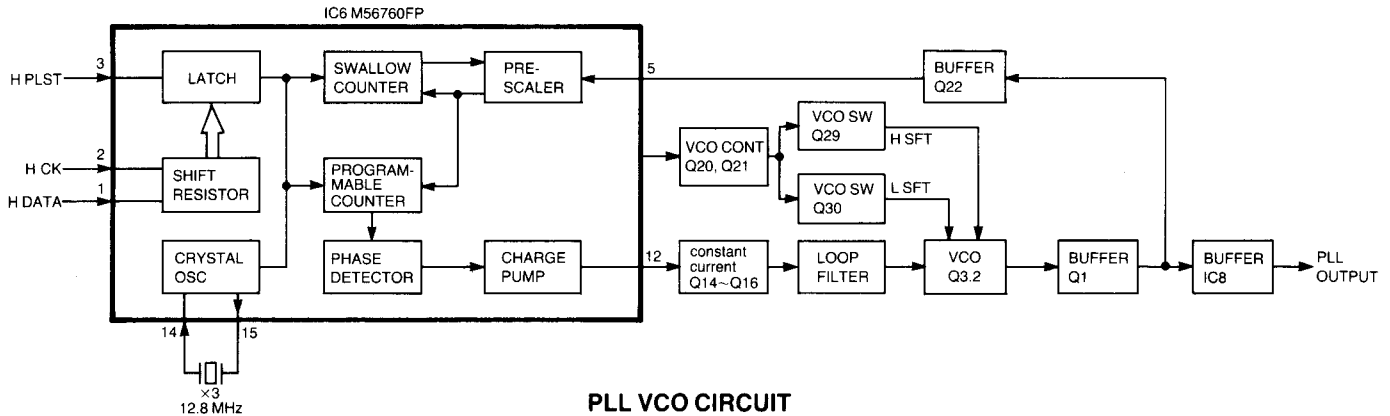 IC6 M56760FP
H PLST
3
LATCH
SWALLOW
COUNTER
PRE-
SCALER
5
BUFFER
Q22
H CK
2
H DATA
1
SHIFT
RESISTOR
PROGRAM-
MABLE
COUNTER
VCO CONT
Q20, Q21
VCO SW
Q29
H SFT
VCO SW
Q30
L SFT
CRYSTAL
OSC
PHASE
DETECTOR
CHARGE
PUMP
12
constant
current
Q14~Q16
LOOP
FILTER
VCO
Q3.2
BUFFER
Q1
BUFFER
IC8
PLL
OUTPUT
14
15
×3
12.8 MHz
PLL VCO CIRCUIT